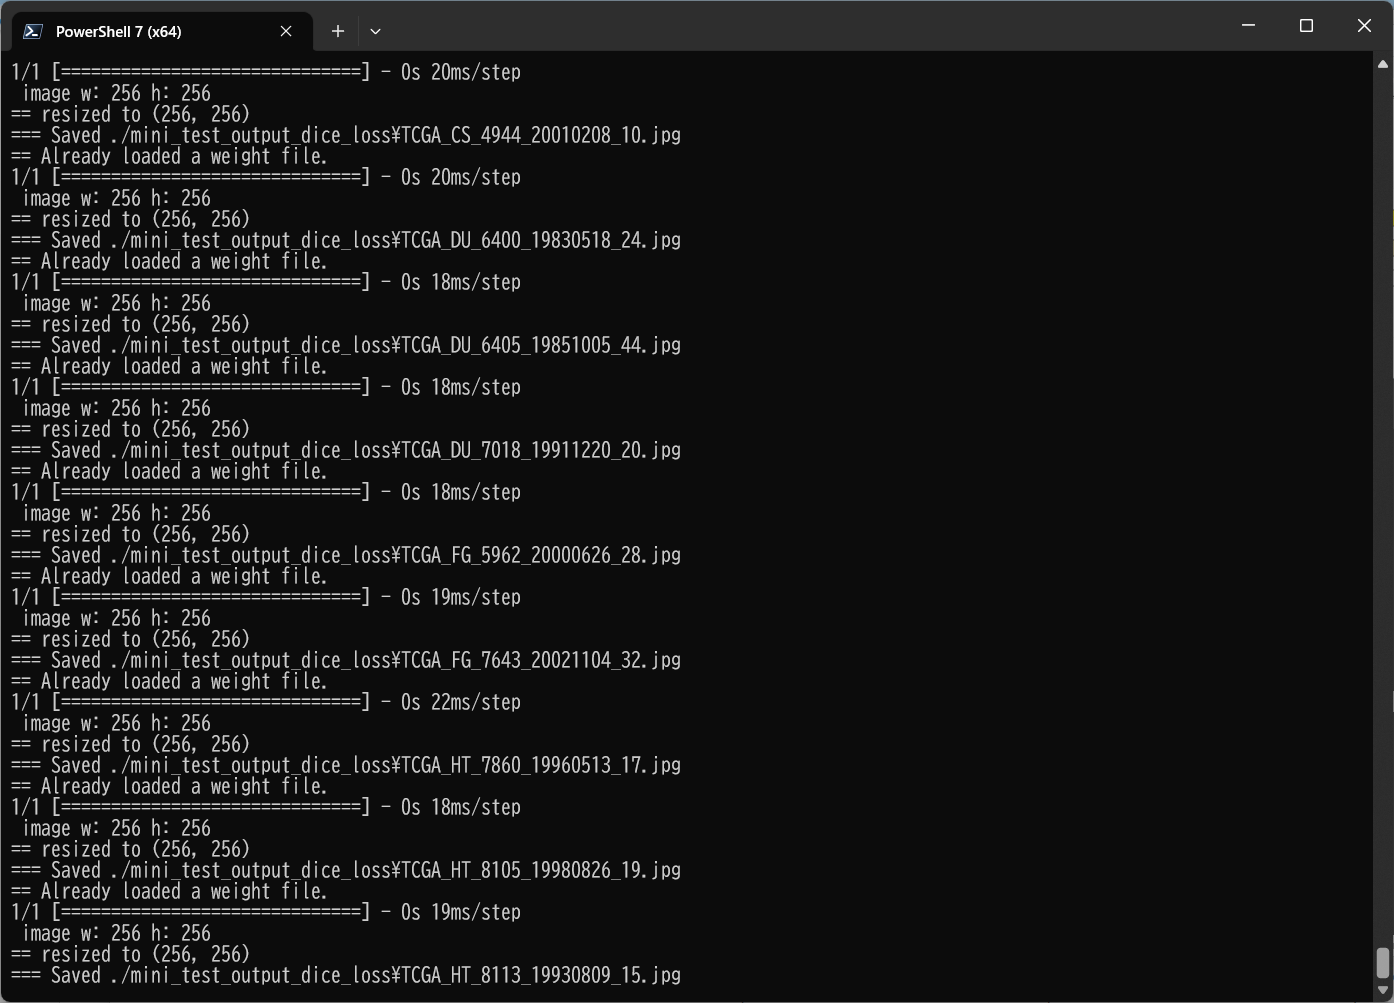 PowerShell 7 (x64)
1/1 [==============================] - 0s 20ms/step
 image w: 256 h: 256
== resized to (256, 256)
=== Saved ./mini_test_output_dice_loss¥TCGA_CS_4944_20010208_10.jpg
== Already loaded a weight file.
1/1 [==============================] - 0s 20ms/step
 image w: 256 h: 256
== resized to (256, 256)
=== Saved ./mini_test_output_dice_loss¥TCGA_DU_6400_19830518_24.jpg
== Already loaded a weight file.
1/1 [==============================] - 0s 18ms/step
 image w: 256 h: 256
== resized to (256, 256)
=== Saved ./mini_test_output_dice_loss¥TCGA_DU_6405_19851005_44.jpg
== Already loaded a weight file.
1/1 [==============================] - 0s 18ms/step
 image w: 256 h: 256
== resized to (256, 256)
=== Saved ./mini_test_output_dice_loss¥TCGA_DU_7018_19911220_20.jpg
== Already loaded a weight file.
1/1 [==============================] - 0s 18ms/step
 image w: 256 h: 256
== resized to (256, 256)
=== Saved ./mini_test_output_dice_loss¥TCGA_FG_5962_20000626_28.jpg
== Already loaded a weight file.
1/1 [==============================] - 0s 19ms/step
 image w: 256 h: 256
== resized to (256, 256)
=== Saved ./mini_test_output_dice_loss¥TCGA_FG_7643_20021104_32.jpg
== Already loaded a weight file.
1/1 [==============================] - 0s 22ms/step
 image w: 256 h: 256
== resized to (256, 256)
=== Saved ./mini_test_output_dice_loss¥TCGA_HT_7860_19960513_17.jpg
== Already loaded a weight file.
1/1 [==============================] - 0s 18ms/step
 image w: 256 h: 256
== resized to (256, 256)
=== Saved ./mini_test_output_dice_loss¥TCGA_HT_8105_19980826_19.jpg
== Already loaded a weight file.
1/1 [==============================] - 0s 19ms/step
 image w: 256 h: 256
== resized to (256, 256)
=== Saved ./mini_test_output_dice_loss¥TCGA_HT_8113_19930809_15.jpg